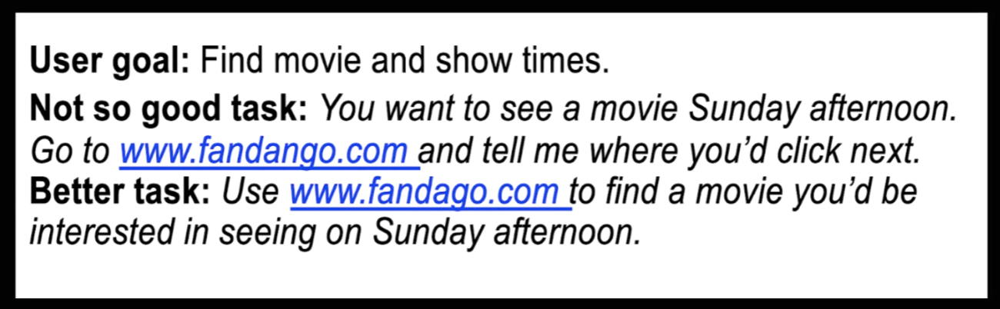 User goal: Find movie and show times.
Not so good task: You want to see a movie Sunday afternoon.
Go to www.fandango.com and tell me where you’d click next.
Better task: Use www.fandago.com to find a movie you’d be
interested in seeing on Sunday afternoon.